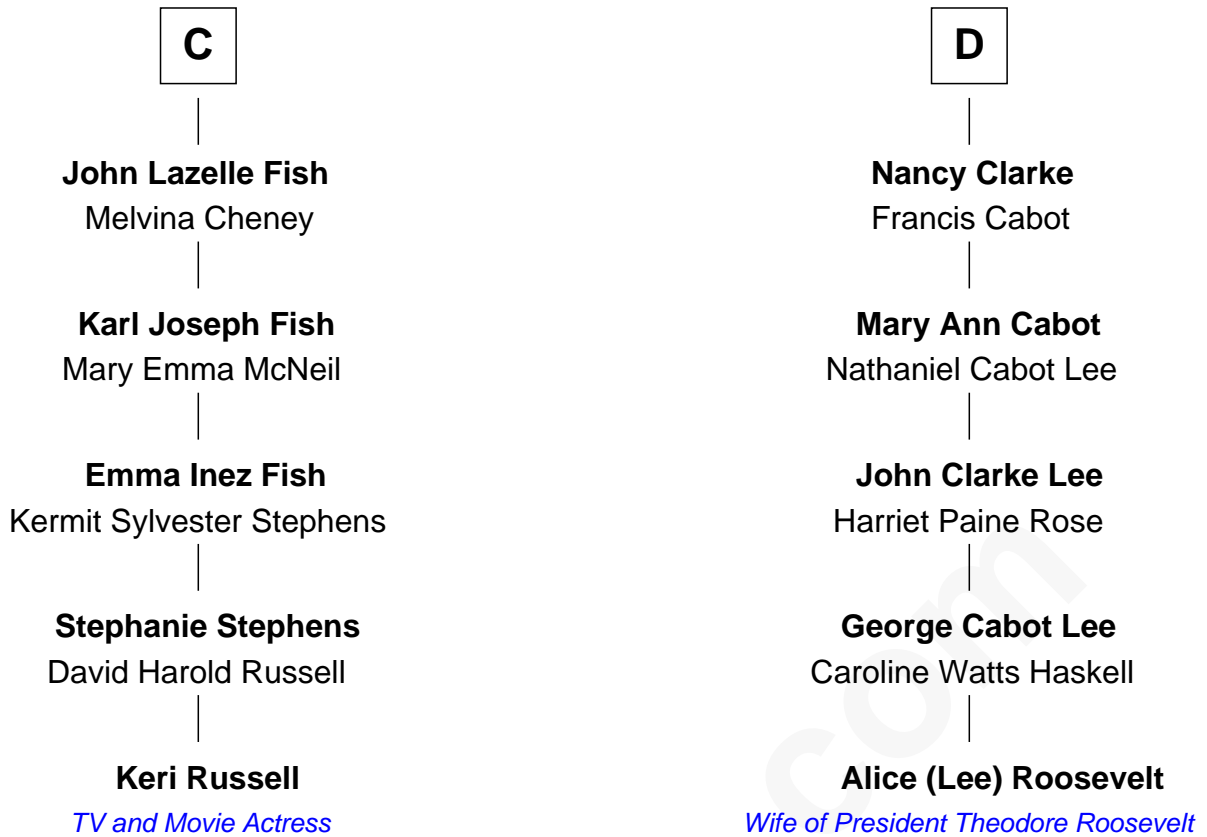 C
John Lazelle Fish
Melvina Cheney
Karl Joseph Fish
Mary Emma McNeil
Emma Inez Fish
Kermit Sylvester Stephens
Stephanie Stephens
David Harold Russell
Keri Russell
TV and Movie Actress
D
Nancy Clarke
Francis Cabot
Mary Ann Cabot
Nathaniel Cabot Lee
John Clarke Lee
Harriet Paine Rose
George Cabot Lee
Caroline Watts Haskell
Alice (Lee) Roosevelt
Wife of President Theodore Roosevelt
com